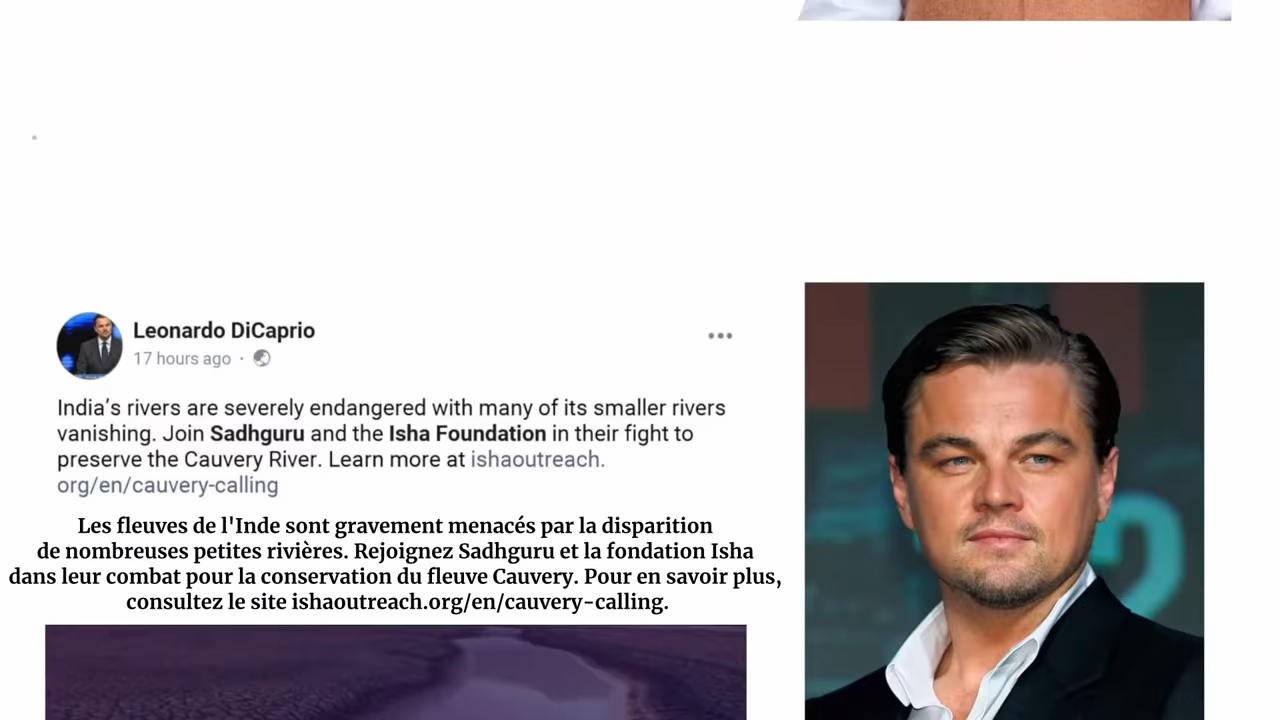 Leonardo DiCaprio
17 hours ago ·
India’s rivers are severely endangered with many of its smaller rivers
vanishing. Join Sadhguru and the Isha Foundation in their fight to
preserve the Cauvery River. Learn more at ishaoutreach.
org/en/cauvery-calling
Les fleuves de l'Inde sont gravement menacés par la disparition
de nombreuses petites rivières. Rejoignez Sadhguru et la fondation Isha
dans leur combat pour la conservation du fleuve Cauvery. Pour en savoir plus,
consultez le site ishaoutreach.org/en/cauvery-calling.
2